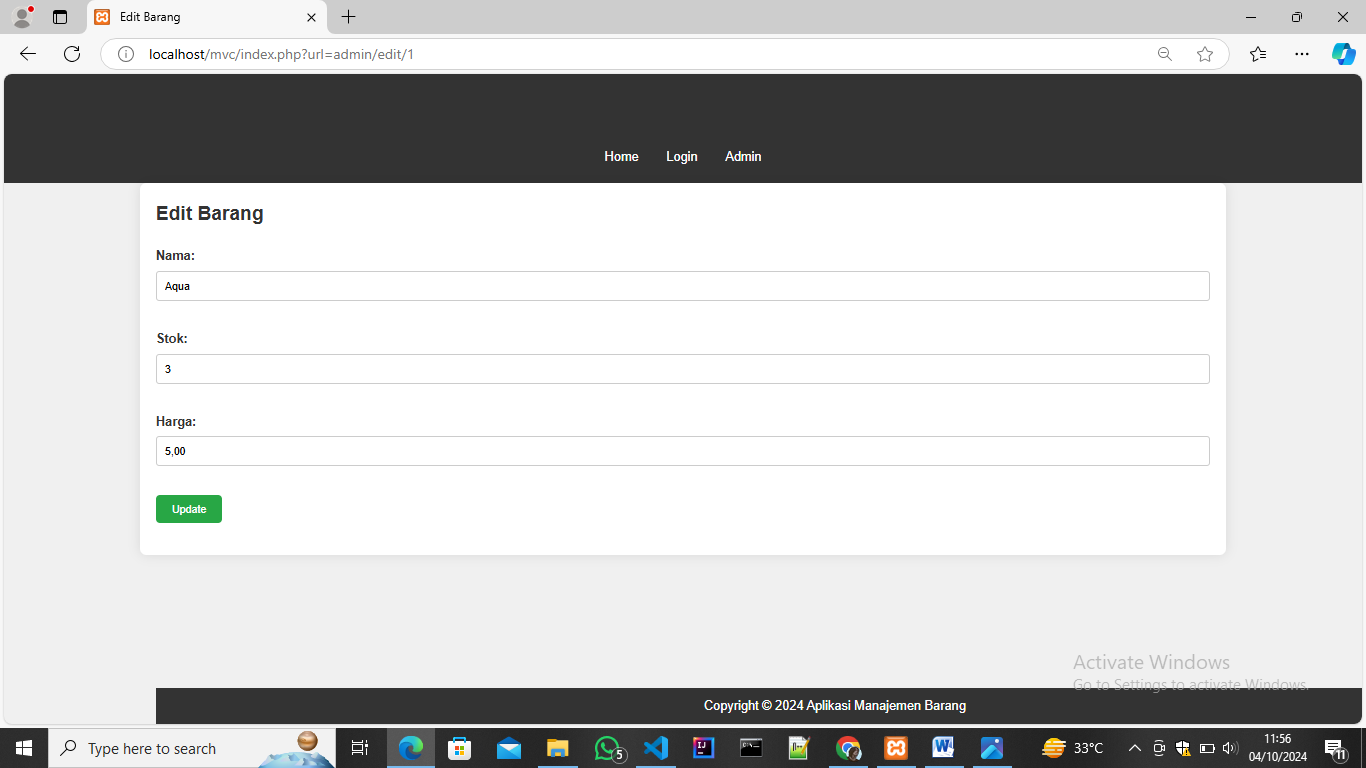 Edit Barang
localhost/mvc/index.php?url=admin/edit/1
Home Login Admin
Edit Barang
Nama:
Aqua
Stok:
3
Harga:
5,00
Update
Activate Windows
Go to Settings to activate Windows.
Copyright © 2024 Aplikasi Manajemen Barang
Type here to search
5
33°C
11:56
04/10/2024
11